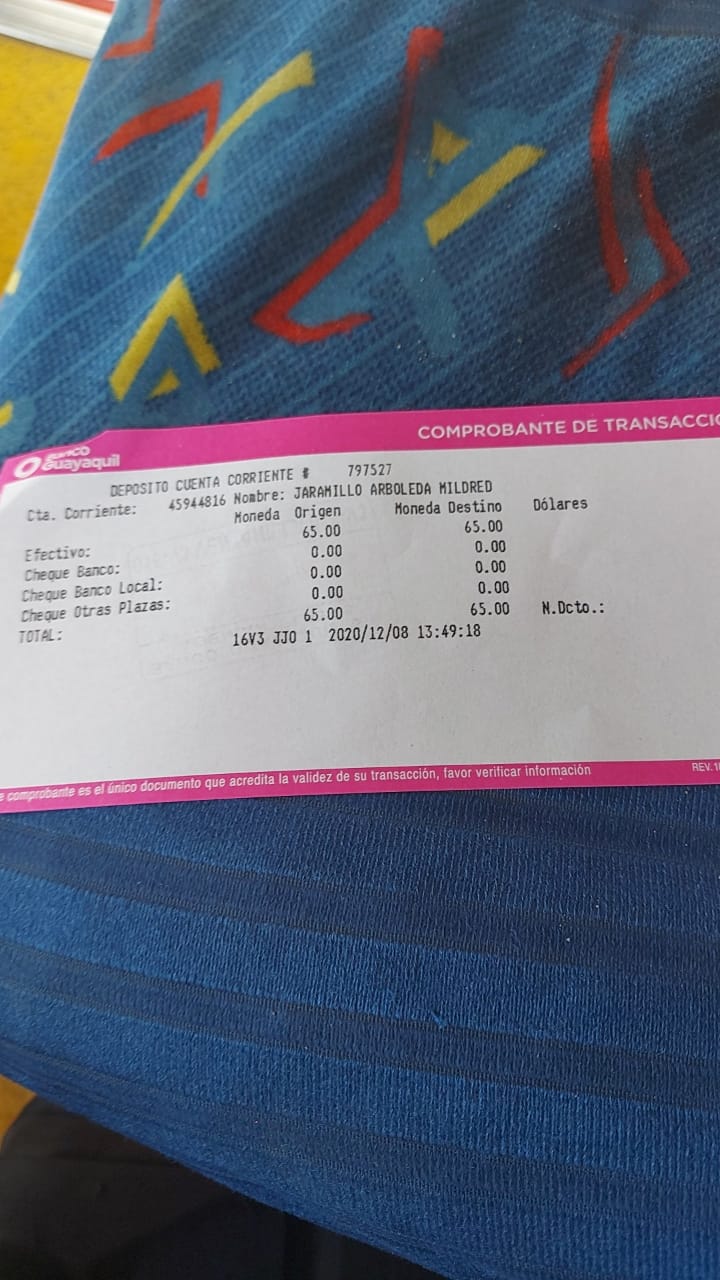 COMPROBANTE DE TRANSACCIO
BANCO
Guayaquil
DEPOSITO CUENTA CORRIENTE # 797527
Cta. Corriente: 45944816 Nombre: JARAMILLO ARBOLEDA MILDRED
Moneda Origen Moneda Destino Dólares
Efectivo: 65.00 65.00
Cheque Banco: 0.00 0.00
Cheque Banco Local: 0.00 0.00
Cheque Otras Plazas: 0.00 0.00
TOTAL: 65.00 65.00 N.Dcto.:
16V3 JJO 1 2020/12/08 13:49:18
e comprobante es el único documento que acredita la validez de su transacción, favor verificar información
REV.1